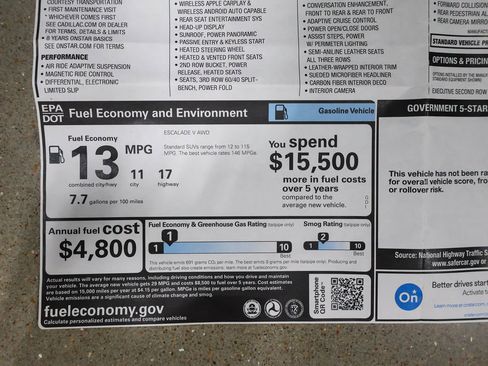 COURTESY TRANSPORTATION
• FIRST MAINTENANCE
* WHICHEVER COMES FIRST
SEE CADILLAC.COM OR DEALER
FOR TERMS, DETAILS & LIMITS
• 8 YEARS ONSTAR BASICS
SEE ONSTAR.COM FOR TERMS
PERFORMANCE
• AIR RIDE ADAPTIVE SUSPENSION
• MAGNETIC RIDE CONTROL
• DIFFERENTIAL, ELECTRONIC
LIMITED SLIP
• WIRELESS APPLE CARPLAY &
WIRELESS ANDROID AUTO CAPABLE
• REAR SEAT ENTERTAINMENT SYS
• HEAD-UP DISPLAY
• SUNROOF, POWER PANORAMIC
• PASSIVE ENTRY & KEYLESS START
• HEATED STEERING WHEEL
• HEATED & VENTED FRONT SEATS
• 2ND ROW BUCKET, POWER
RELEASE, HEATED SEATS
• SEATS, 3RD ROW 60/40 SPLIT-
BENCH, POWER FOLD
• CONVERSATION ENHANCEMENT,
FRONT TO REAR & REAR TO FRONT
• ADAPTIVE CRUISE CONTROL
• POWER OPEN/CLOSE DOORS
• ASSIST STEPS, POWER
W/ PERIMETER LIGHTING
• SEMI-ANILINE LEATHER SEATS
ALL THREE ROWS
• LEATHER-WRAPPED INTERIOR TRIM
• SUEDED MICROFIBER HEADLINER
• CARBON FIBER INTERIOR DECO
• INTERIOR CAMERA
• FORWARD COLLISION
• REAR PEDESTRIAN AL
• REAR CAMERA MIRROR
STANDARD VEHICLE PR
OPTIONS & PRICING
OPTIONS INSTALLED BY THE MANUFAC
STANDARD EQUIPMENT SHOWN)
EXECUTIVE SECOND ROW
EPA
DOT
Fuel Economy and Environment
Gasoline Vehicle
Fuel Economy
ESCALADE V AWD
13 MPG
Standard SUVs range from 12 to 115
MPG. The best vehicle rates 146 MPGe.
combined city/hwy
11
city
17
highway
7.7 gallons per 100 miles
You spend
$15,500
more in fuel costs
over 5 years
compared to the
average new vehicle.
Annual fuel cost
$4,800
Fuel Economy & Greenhouse Gas Rating (tailpipe only)
1
1
10
Best
Smog Rating (tailpipe only)
2
1
10
Best
This vehicle emits 691 grams CO₂ per mile. The best emits 0 grams per mile (tailpipe only). Producing and
distributing fuel also create emissions; learn more at fueleconomy.gov.
Actual results will vary for many reasons, including driving conditions and how you drive and maintain
your vehicle. The average new vehicle gets 29 MPG and costs $8,500 to fuel over 5 years. Cost estimates
are based on 15,000 miles per year at $4.15 per gallon. MPGe is miles per gasoline gallon equivalent.
Vehicle emissions are a significant cause of climate change and smog.
fueleconomy.gov
Calculate personalized estimates and compare vehicles
Smartphone
QR Code
GOVERNMENT 5-STAR
This vehicle has not been ra
for overall vehicle score, fro
or rollover risk.
Source: National Highway Traffic S
www.safercar.gov o
On
Better drives star
Activate to